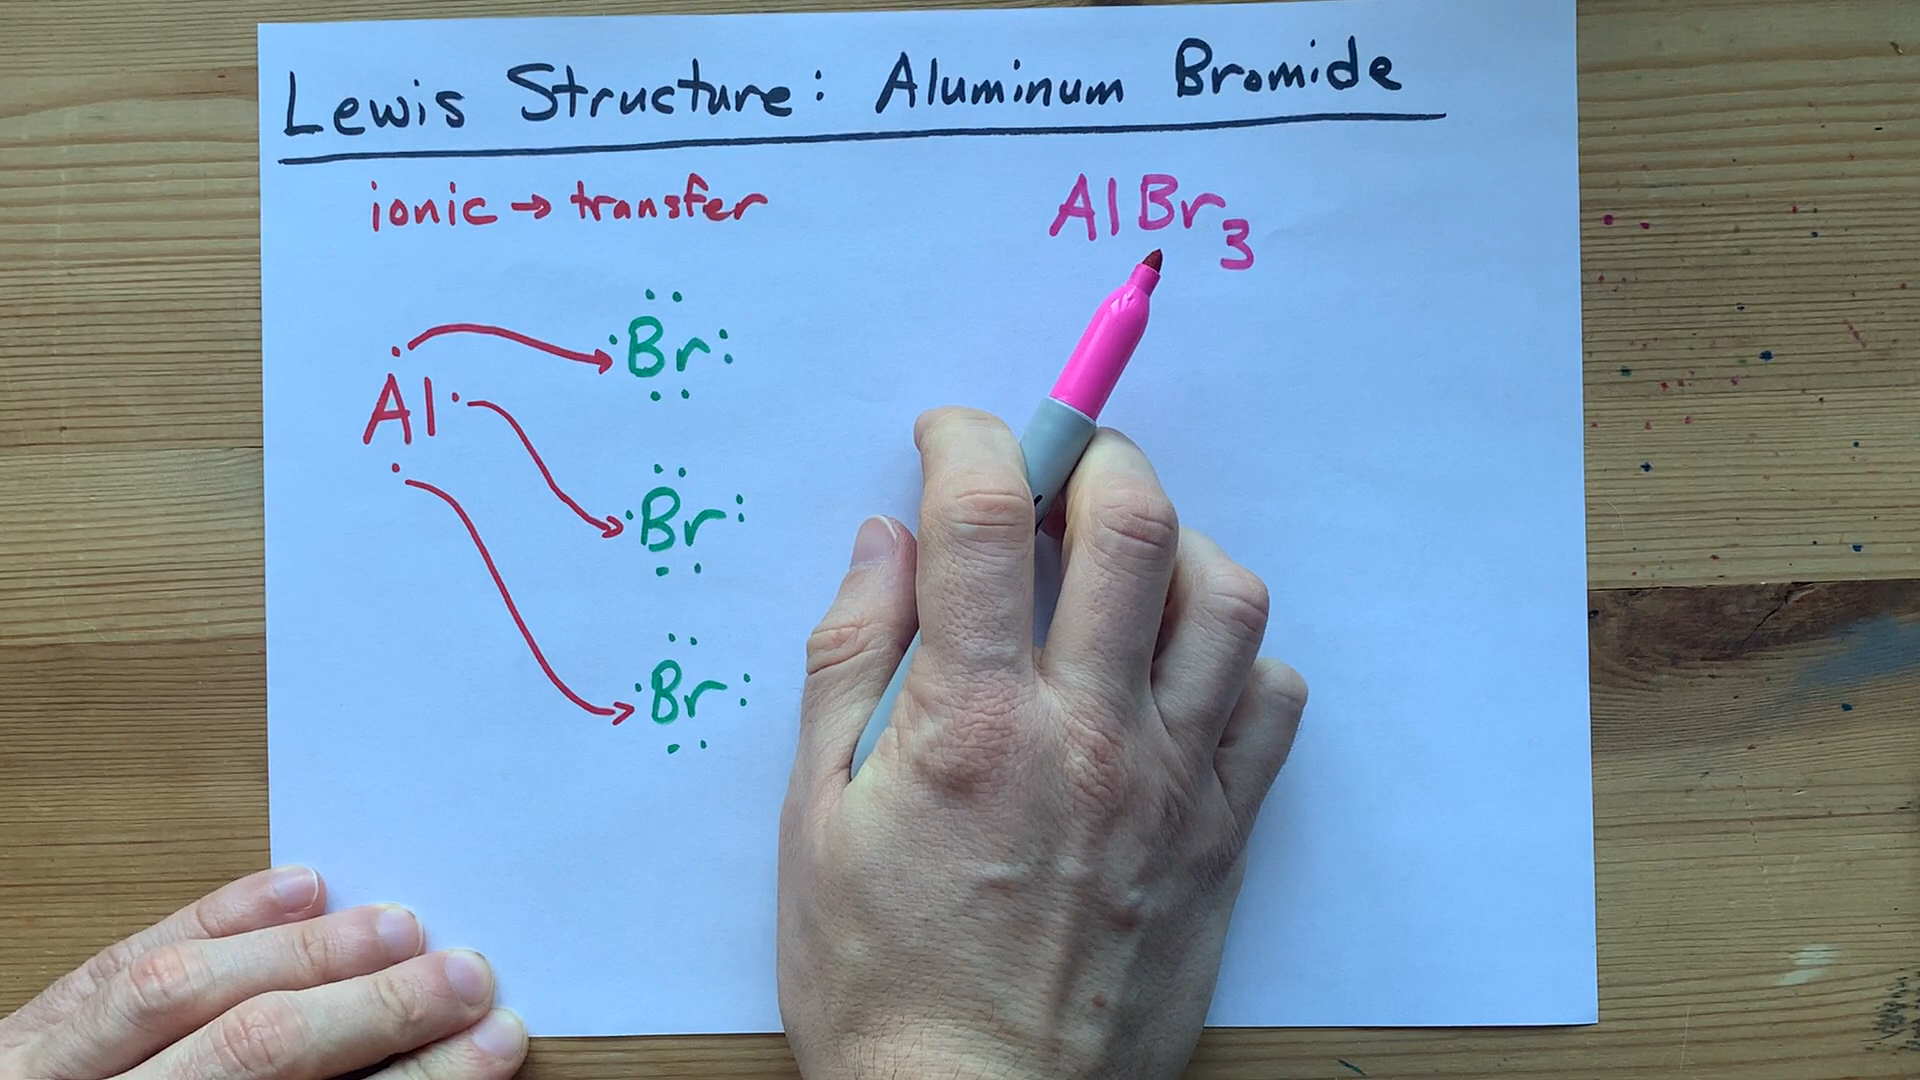 Lewis Structure: Aluminum Bromide
ionic → transfer
AlBr3
Al
Br
Br
Br